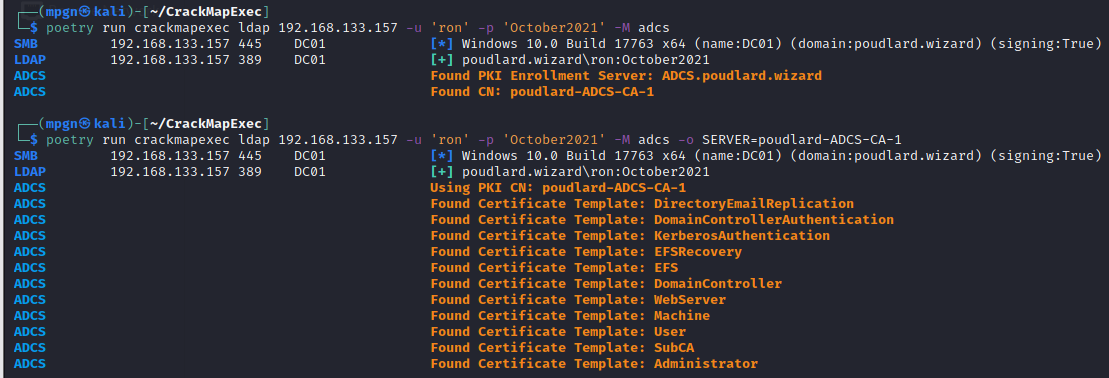 ┌──(mpgn㉿kali)-[~/CrackMapExec]
└─$ poetry run crackmapexec ldap 192.168.133.157 -u 'ron' -p 'October2021' -M adcs
SMB 192.168.133.157 445 DC01 [*] Windows 10.0 Build 17763 x64 (name:DC01) (domain:poudlard.wizard) (signing:True)
LDAP 192.168.133.157 389 DC01 [+] poudlard.wizard\ron:October2021
ADCS Found PKI Enrollment Server: ADCS.poudlard.wizard
ADCS Found CN: poudlard-ADCS-CA-1
┌──(mpgn㉿kali)-[~/CrackMapExec]
└─$ poetry run crackmapexec ldap 192.168.133.157 -u 'ron' -p 'October2021' -M adcs -o SERVER=poudlard-ADCS-CA-1
SMB 192.168.133.157 445 DC01 [*] Windows 10.0 Build 17763 x64 (name:DC01) (domain:poudlard.wizard) (signing:True)
LDAP 192.168.133.157 389 DC01 [+] poudlard.wizard\ron:October2021
ADCS Using PKI CN: poudlard-ADCS-CA-1
ADCS Found Certificate Template: DirectoryEmailReplication
ADCS Found Certificate Template: DomainControllerAuthentication
ADCS Found Certificate Template: KerberosAuthentication
ADCS Found Certificate Template: EFSRecovery
ADCS Found Certificate Template: EFS
ADCS Found Certificate Template: DomainController
ADCS Found Certificate Template: WebServer
ADCS Found Certificate Template: Machine
ADCS Found Certificate Template: User
ADCS Found Certificate Template: SubCA
ADCS Found Certificate Template: Administrator